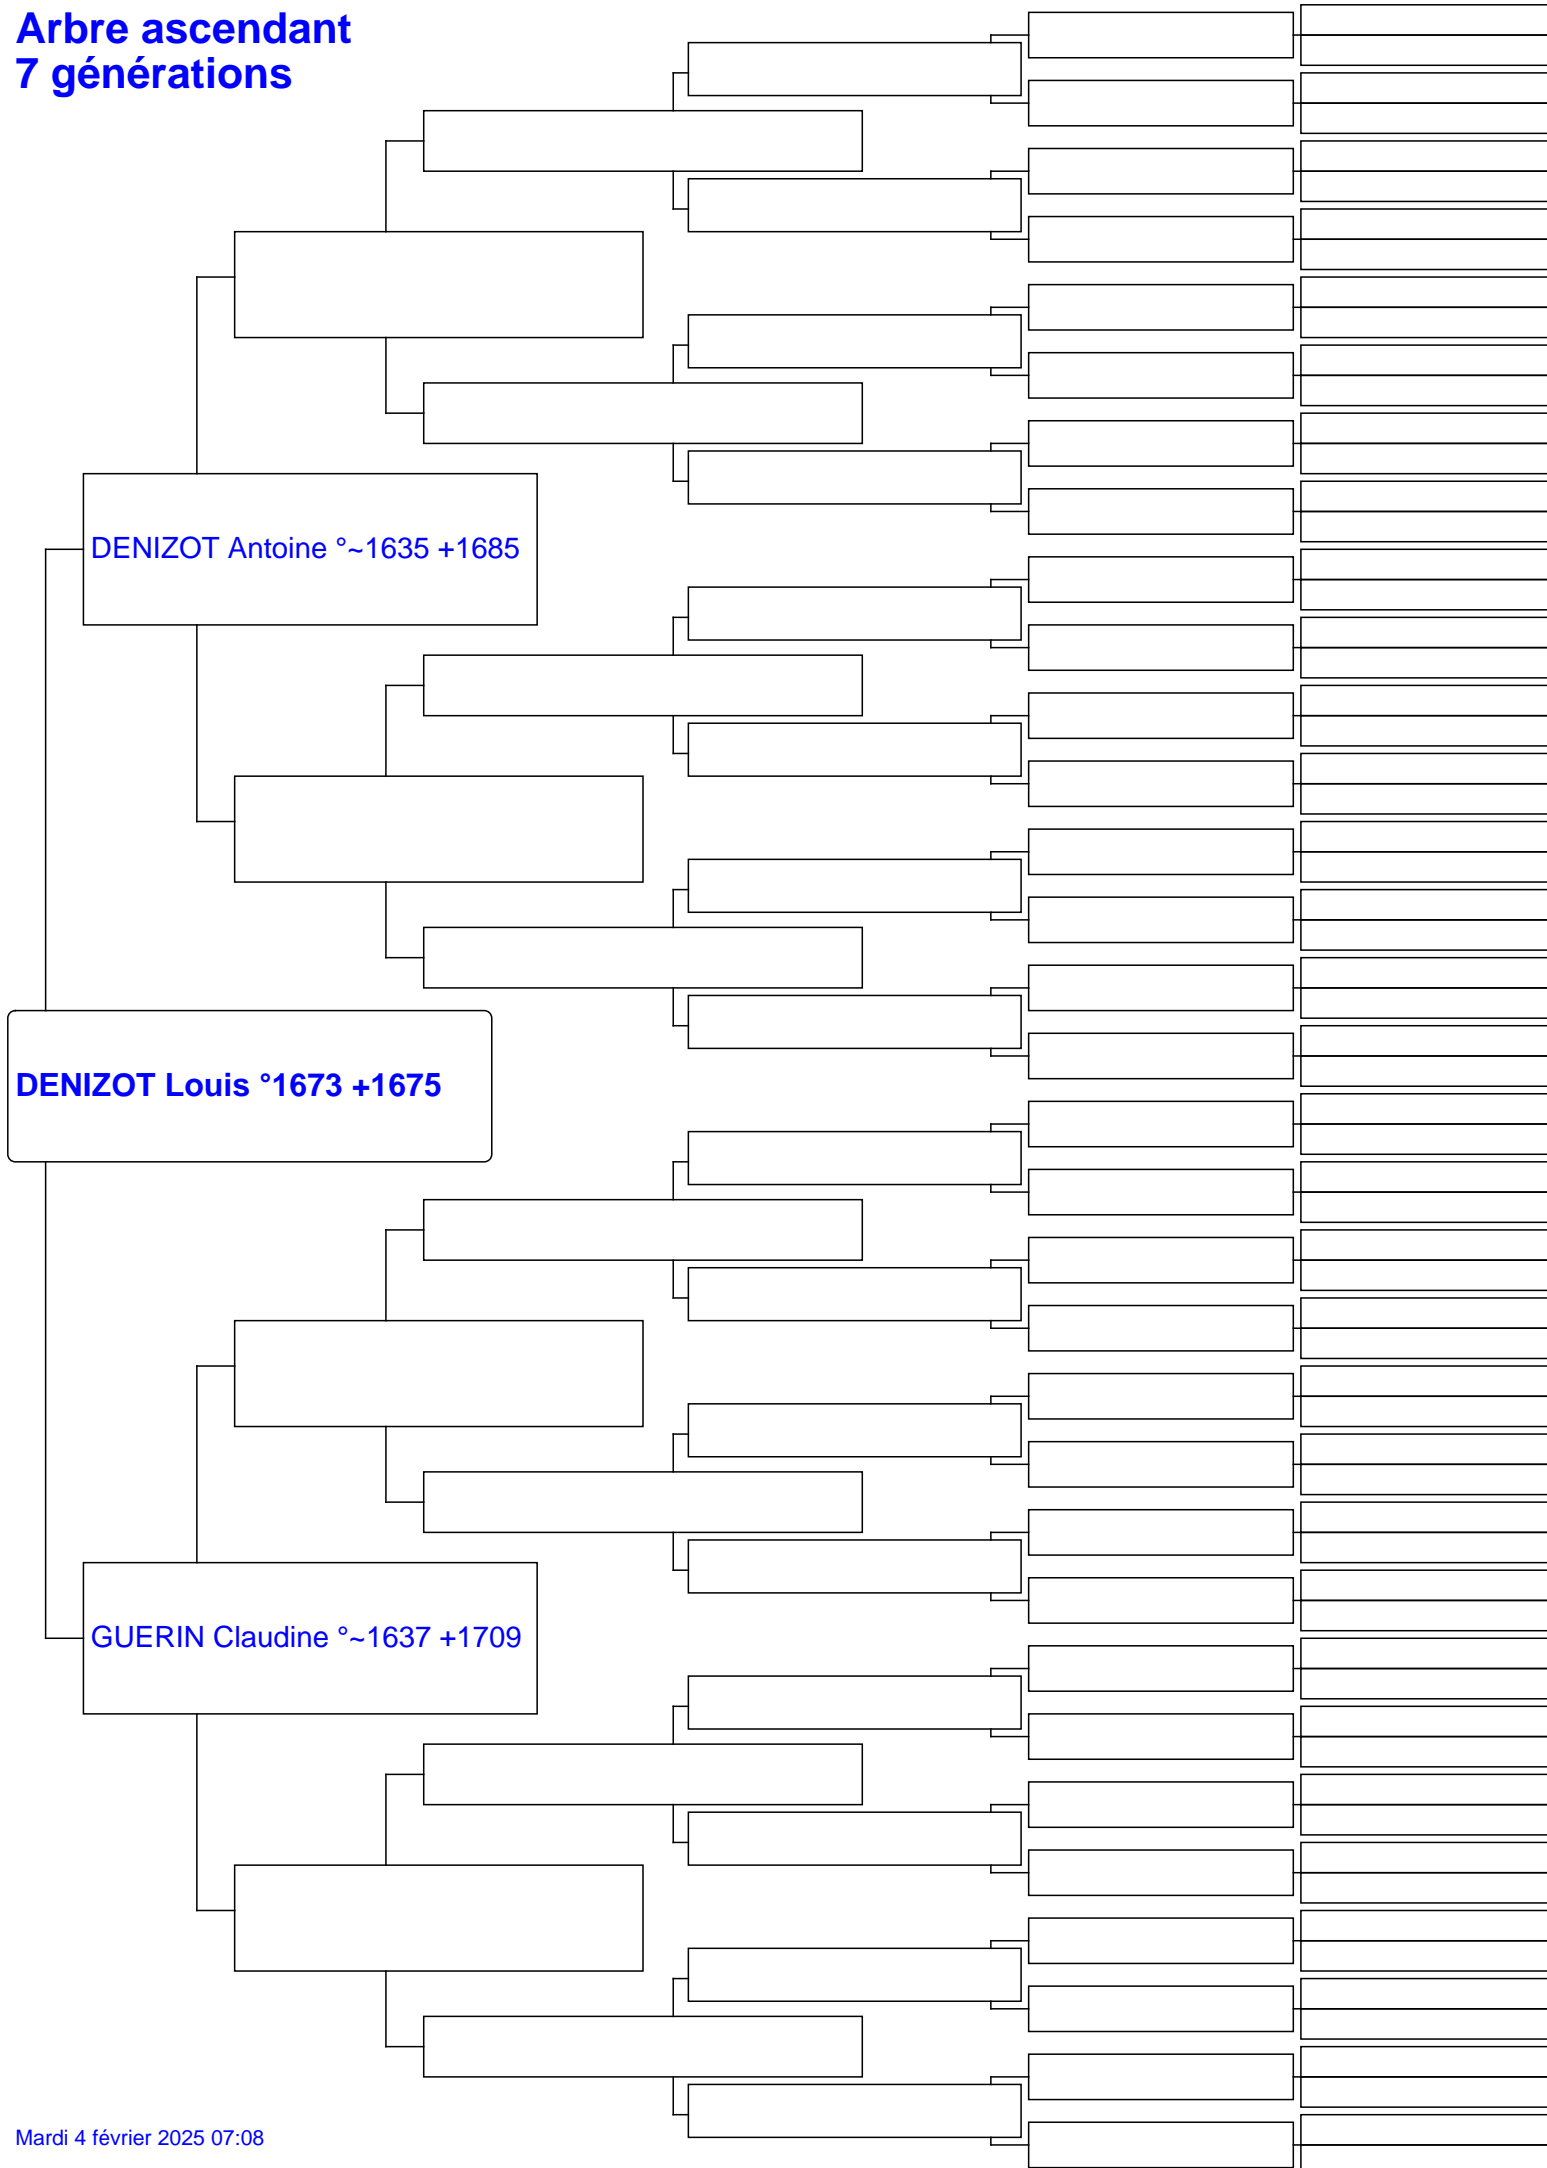 Arbre ascendant
7 générations
DENIZOT Antoine °~1635 +1685
DENIZOT Louis °1673 +1675
GUERIN Claudine °~1637 +1709
Mardi 4 février 2025 07:08